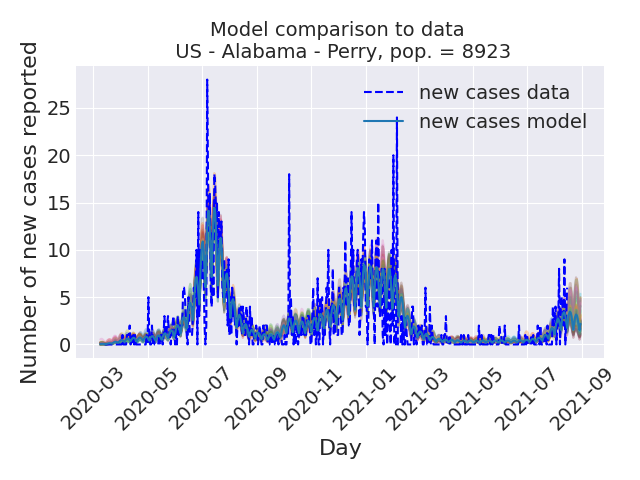 Model comparison to data
US - Alabama - Perry, pop. = 8923
Number of new cases reported
25
20
15
10
5
0
new cases data
new cases model
2020-03
2020-05
2020-07
2020-09
2020-11
2021-01
2021-03
2021-05
2021-07
2021-09
Day